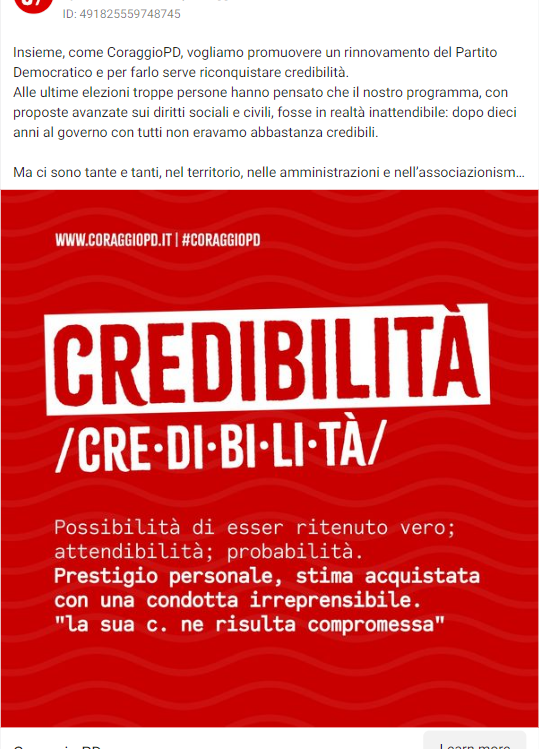 ID: 491825559748745
Insieme, come CoraggioPD, vogliamo promuovere un rinnovamento del Partito
Democratico e per farlo serve riconquistare credibilità.
Alle ultime elezioni troppe persone hanno pensato che il nostro programma, con
proposte avanzate sui diritti sociali e civili, fosse in realtà inattendibile: dopo dieci
anni al governo con tutti non eravamo abbastanza credibili.
Ma ci sono tante e tanti, nel territorio, nelle amministrazioni e nell'associazionism...
WWW.CORAGGIOPD.IT | #CORAGGIOPD
CREDIBILITÀ
/CRE·DI·BI·LI·TÀ/
Possibilità di esser ritenuto vero;
attendibilità; probabilità.
Prestigio personale, stima acquistata
con una condotta irreprensibile.
"la sua c. ne risulta compromessa"
Learn more